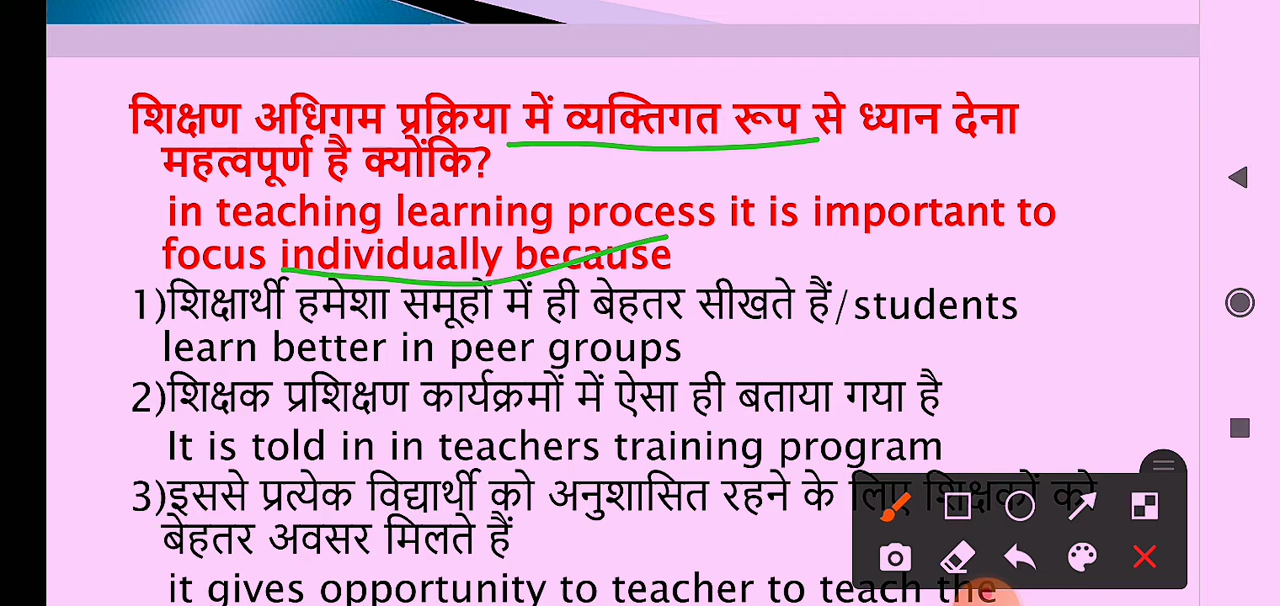 शिक्षण अधिगम प्रक्रिया में व्यक्तिगत रूप से ध्यान देना
महत्वपूर्ण है क्योंकि?
in teaching learning process it is important to
focus individually because
1)शिक्षार्थी हमेशा समूहों में ही बेहतर सीखते हैं/students
learn better in peer groups
2)शिक्षक प्रशिक्षण कार्यक्रमों में ऐसा ही बताया गया है
It is told in in teachers training program
3)इससे प्रत्येक विद्यार्थी को अनुशासित रहने के लिए शिक्षकों को
बेहतर अवसर मिलते हैं
it gives opportunity to teacher to teach the